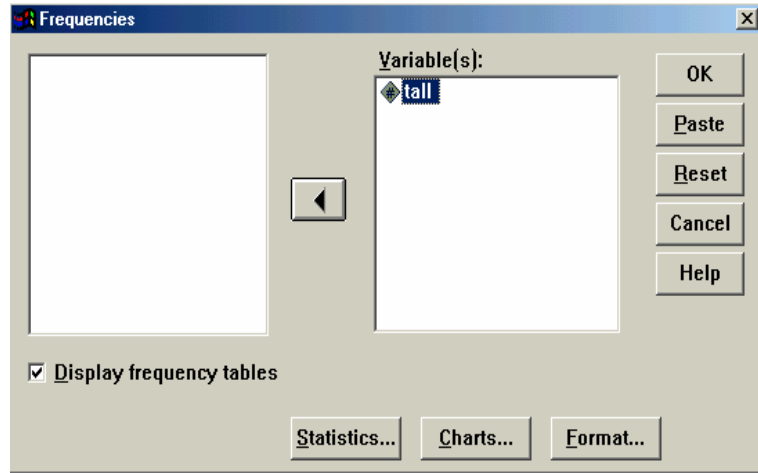 Frequencies
Variable(s):
tall
OK
Paste
Reset
Cancel
Help
Display frequency tables
Statistics...
Charts...
Format...